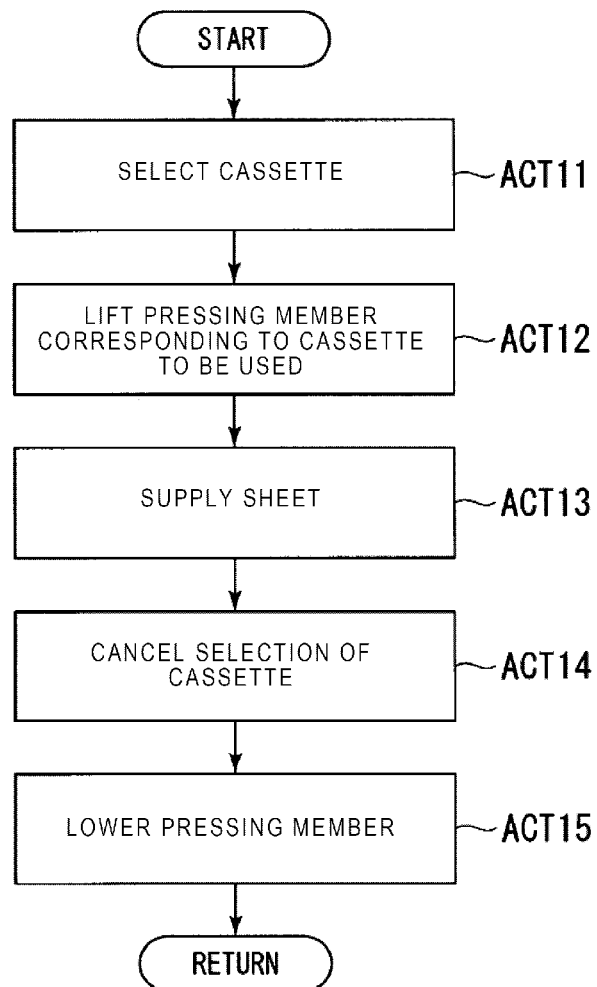 START
SELECT CASSETTE
ACT11
LIFT PRESSING MEMBER
CORRESPONDING TO CASSETTE
TO BE USED
ACT12
SUPPLY SHEET
ACT13
CANCEL SELECTION OF
CASSETTE
ACT14
LOWER PRESSING MEMBER
ACT15
RETURN